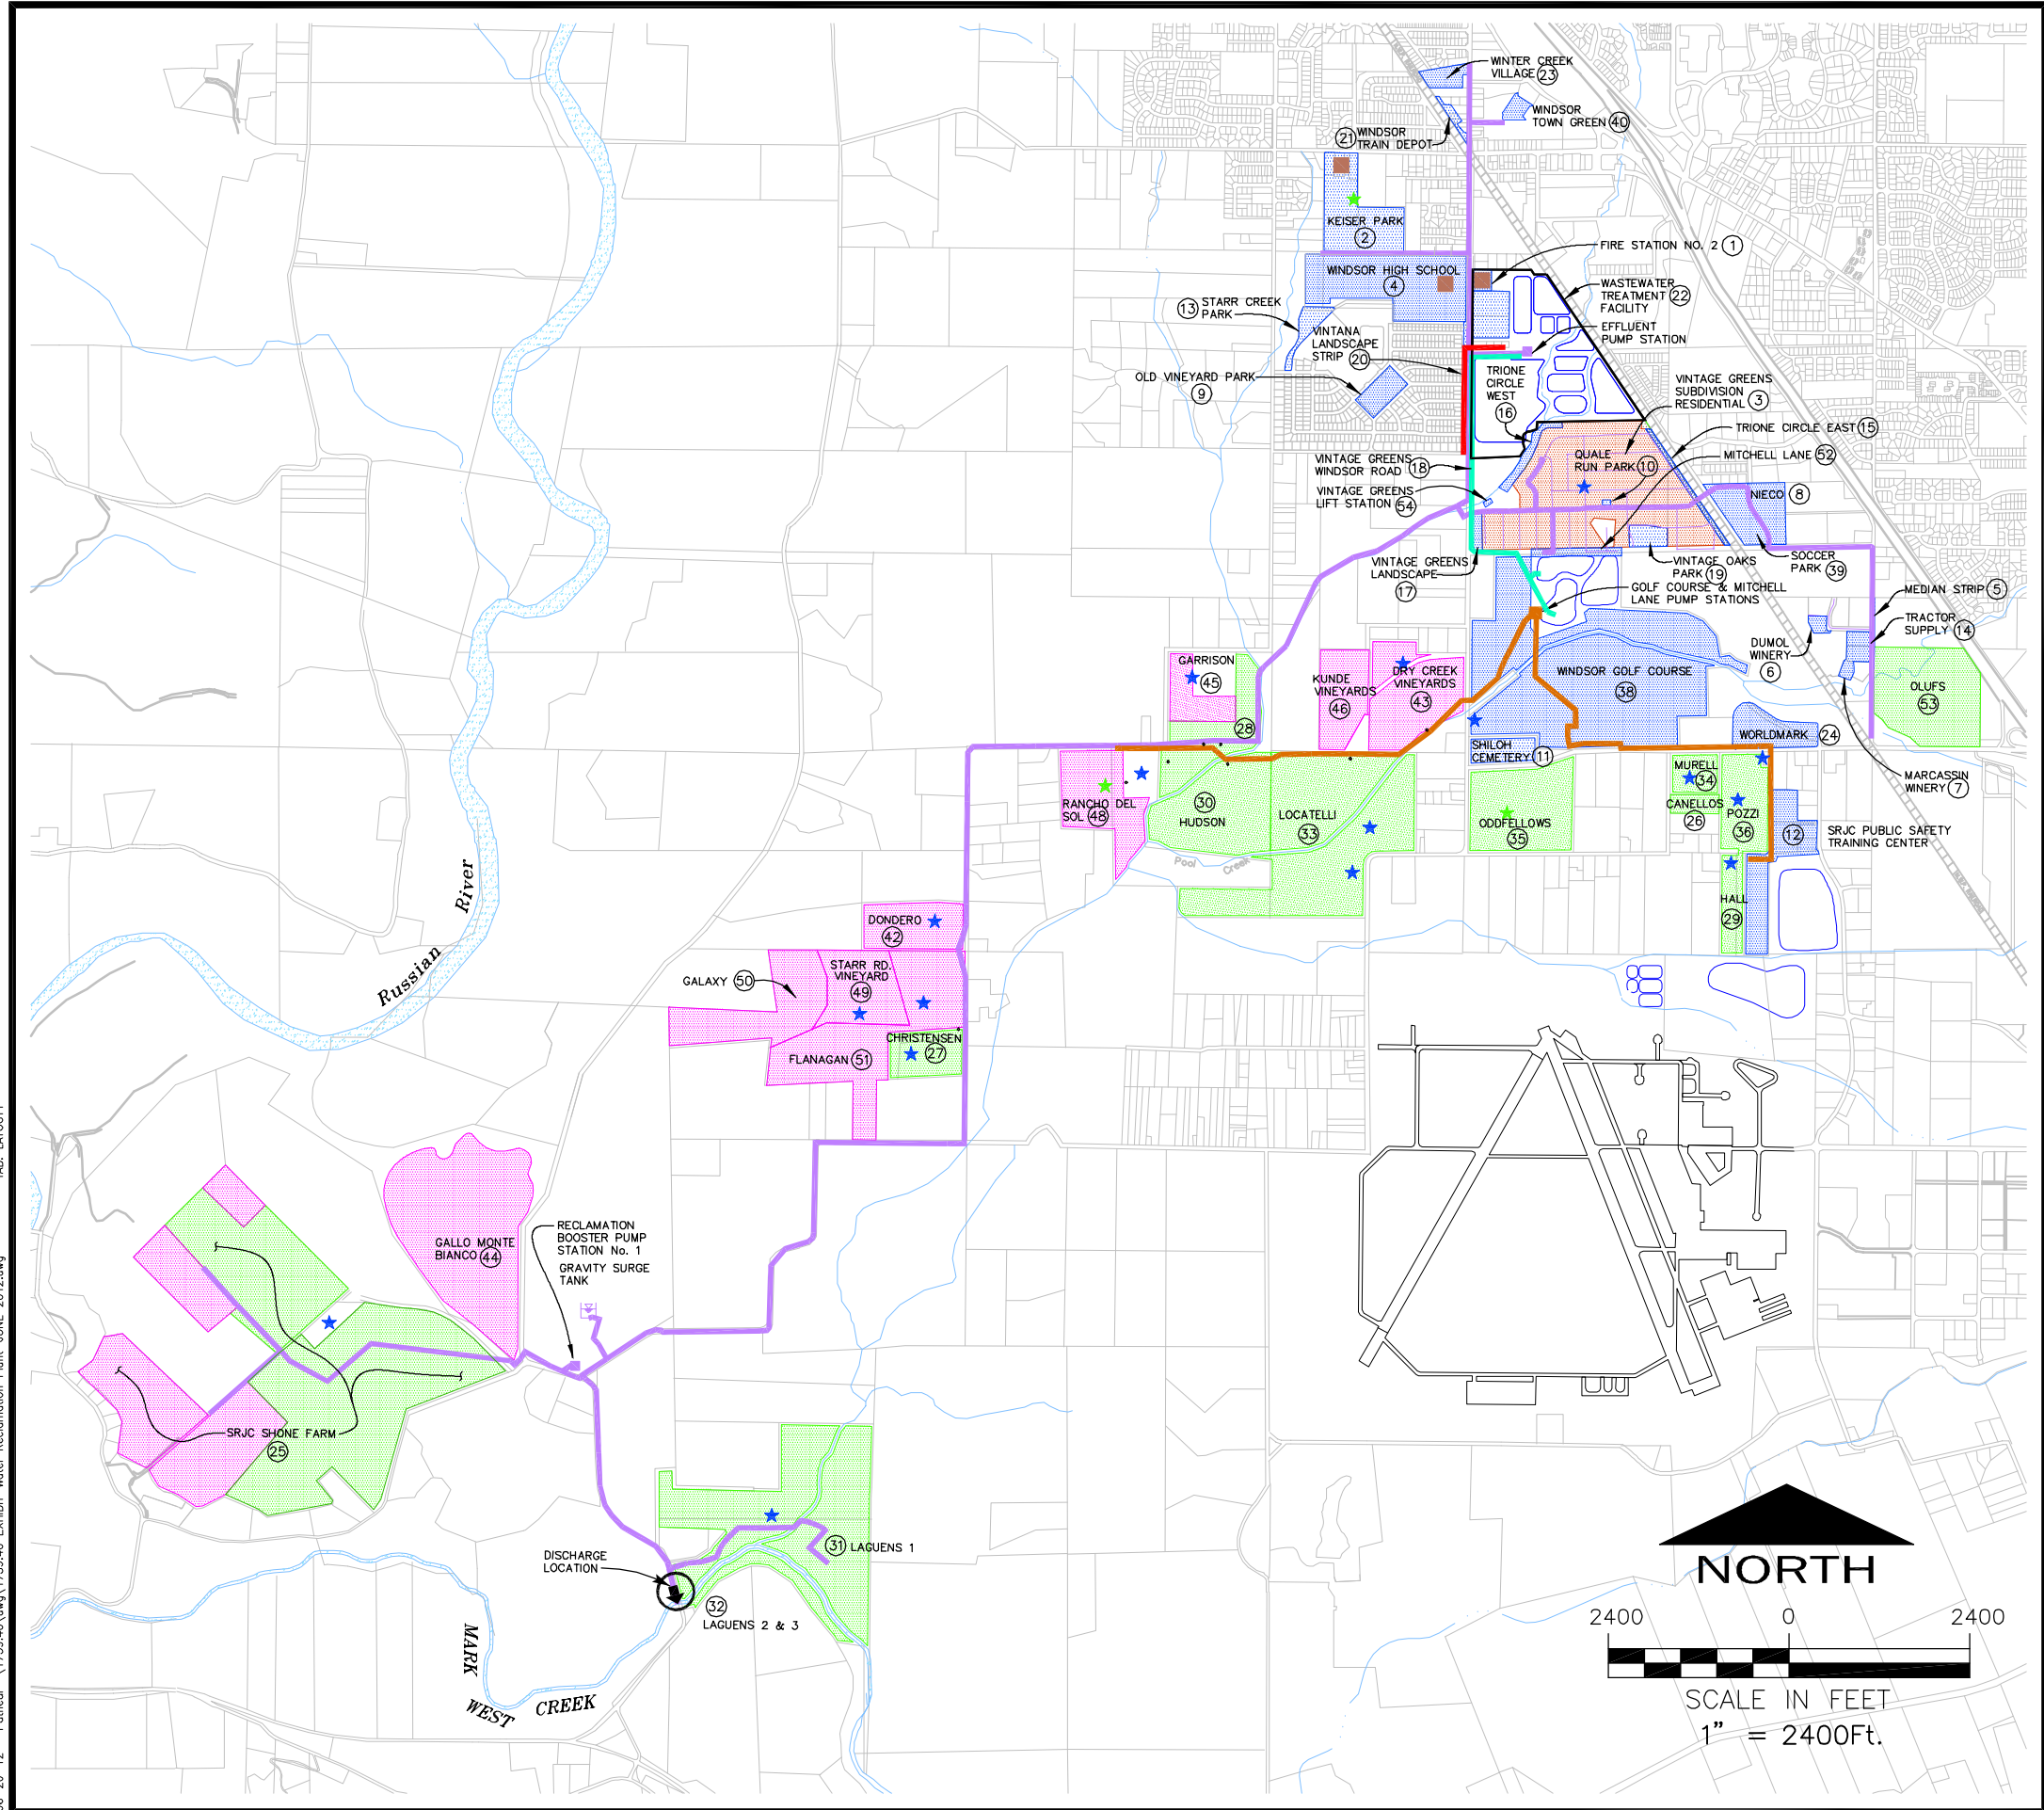 WINTER CREEK
VILLAGE 23
WINDSOR
TOWN GREEN 40
21 WINDSOR
TRAIN DEPOT
KEISER PARK
2
FIRE STATION NO. 2 1
WINDSOR HIGH SCHOOL
4
WASTEWATER
TREATMENT 22
FACILITY
13 STARR CREEK
PARK
EFFLUENT
PUMP STATION
VINTANA
LANDSCAPE
STRIP 20
OLD VINEYARD PARK
9
TRIONE
CIRCLE
WEST
16
VINTAGE GREENS
SUBDIVISION
RESIDENTIAL 3
TRIONE CIRCLE EAST 15
MITCHELL LANE 52
QUALE
RUN PARK 10
VINTAGE GREENS
WINDSOR ROAD 18
VINTAGE GREENS
LIFT STATION 54
NIECO 8
VINTAGE GREENS
LANDSCAPE
17
SOCCER
PARK 39
VINTAGE OAKS
PARK 19
GOLF COURSE & MITCHELL
LANE PUMP STATIONS
MEDIAN STRIP 5
TRACTOR
SUPPLY 14
DUMOL
WINERY
6
GARRISON
45
28
KUNDE
VINEYARDS
46
DRY CREEK
VINEYARDS
43
WINDSOR GOLF COURSE
38
OLUFS
53
WORLDMARK 24
SHILOH
CEMETERY 11
MARCASSIN
WINERY 7
MURELL
34
CANELLOS
26
POZZI
36
RANCHO DEL
SOL 48
30
HUDSON
LOCATELLI
33
ODDFELLOWS
35
12
SRJC PUBLIC SAFETY
TRAINING CENTER
Pool Creek
HALL
29
Russian River
DONDERO
42
STARR RD.
VINEYARD
49
GALAXY 50
CHRISTENSEN
27
FLANAGAN 51
GALLO MONTE
BIANCO 44
RECLAMATION
BOOSTER PUMP
STATION No. 1
GRAVITY SURGE
TANK
SRJC SHONE FARM
25
31 LAGUENS 1
DISCHARGE
LOCATION
32
LAGUENS 2 & 3
MARK WEST CREEK
NORTH
2400 0 2400
SCALE IN FEET
1" = 2400Ft.